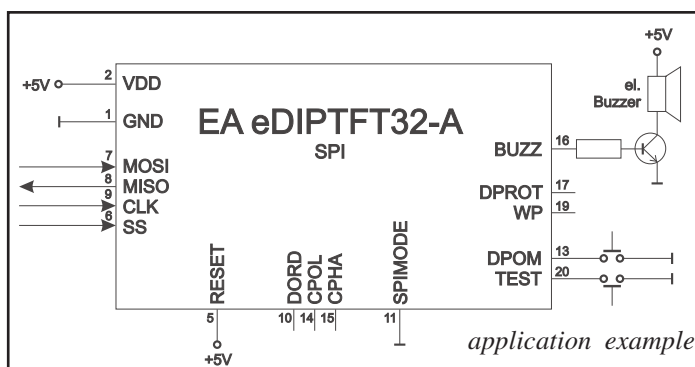 +5V
2
VDD
+5V
el.
Buzzer
1
GND
EA eDIPTFT32-A
SPI
BUZZ
16
7
MOSI
8
MISO
9
CLK
6
SS
DPROT
17
WP
19
DPOM
13
TEST
20
RESET
DORD
CPOL
CPHA
SPIMODE
5
10
14
15
11
+5V
application example